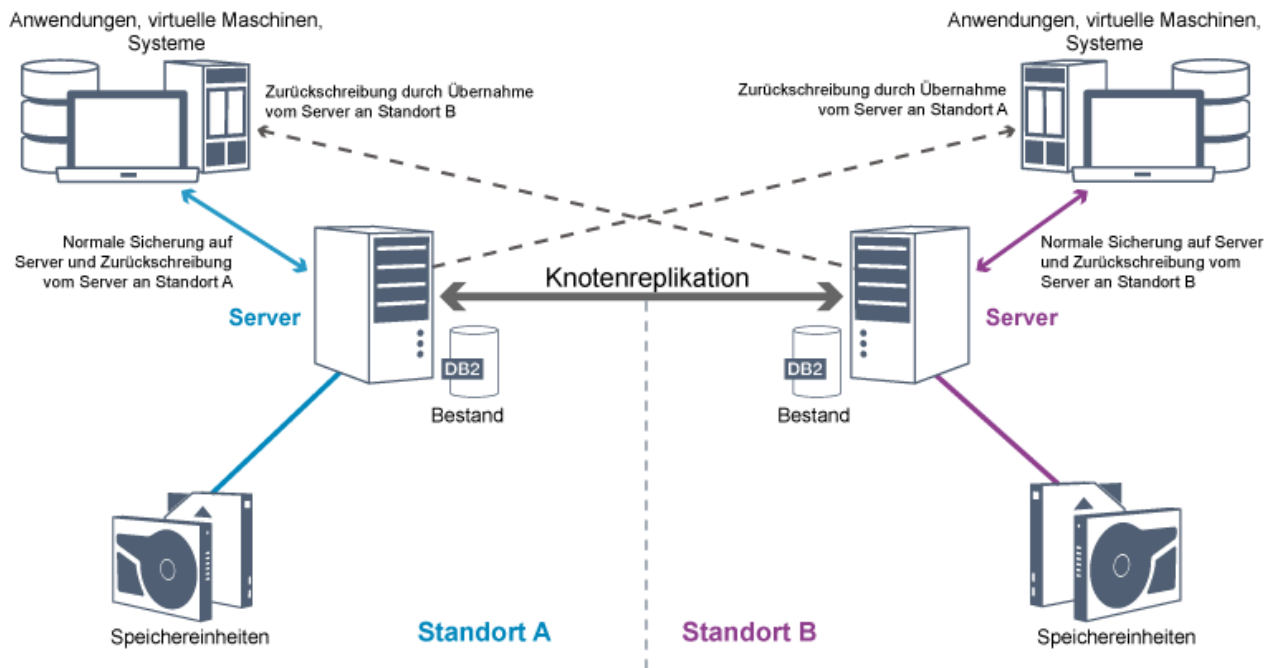 Anwendungen, virtuelle Maschinen,
Systeme
Zurückschreibung durch Übernahme
vom Server an Standort B
Normale Sicherung auf
Server und Zurückschreibung
vom Server an Standort A
Server
DB2
Bestand
Speichereinheiten
Standort A
Knotenreplikation
Anwendungen, virtuelle Maschinen,
Systeme
Zurückschreibung durch Übernahme
vom Server an Standort A
Normale Sicherung auf Server
und Zurückschreibung vom
Server an Standort B
Server
DB2
Bestand
Speichereinheiten
Standort B